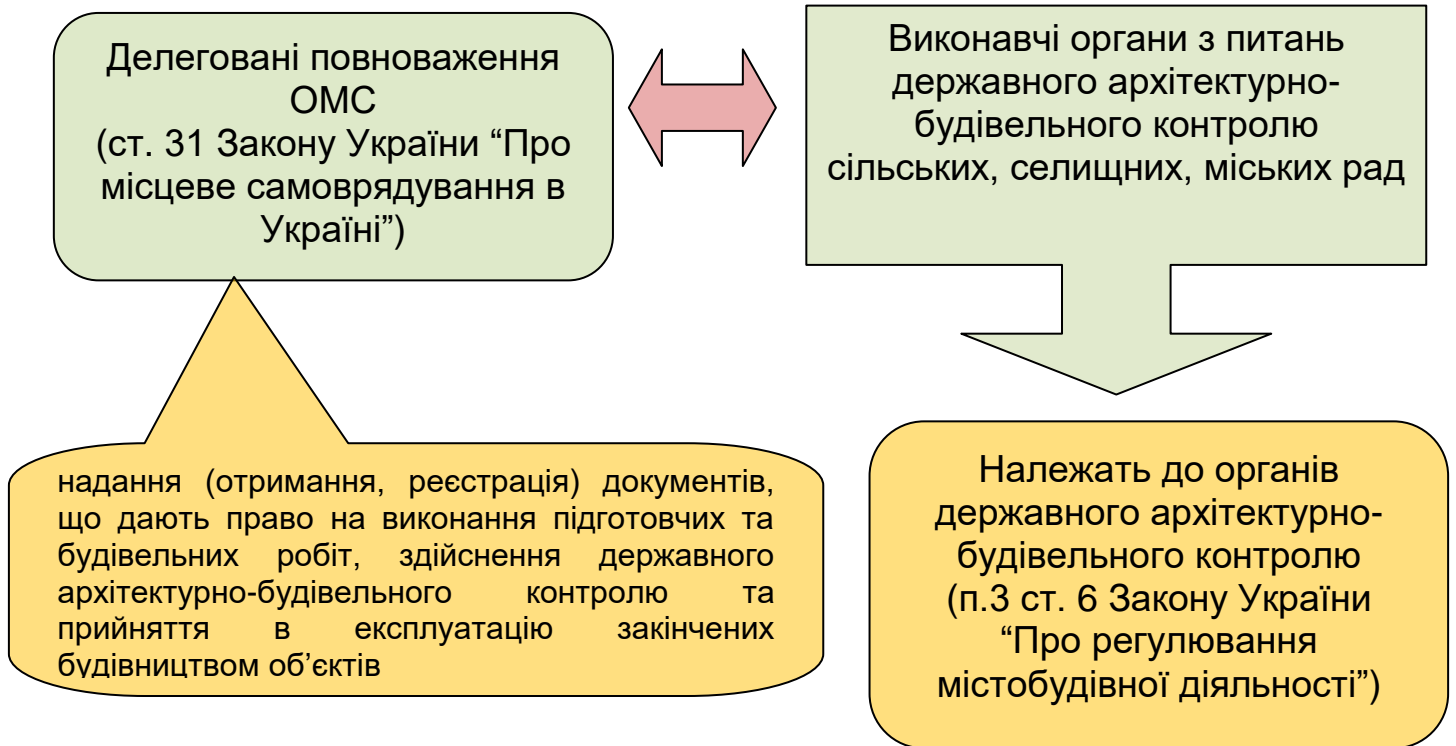 Делеговані повноваження
ОМС
(ст. 31 Закону України “Про
місцеве самоврядування в
Україні”)
Виконавчі органи з питань
державного архітектурно-
будівельного контролю
сільських, селищних, міських рад
надання (отримання, реєстрація) документів,
що дають право на виконання підготовчих та
будівельних робіт, здійснення державного
архітектурно-будівельного контролю та
прийняття в експлуатацію закінчених
будівництвом об’єктів
Належать до органів
державного архітектурно-
будівельного контролю
(п.3 ст. 6 Закону України
“Про регулювання
містобудівної діяльності”)